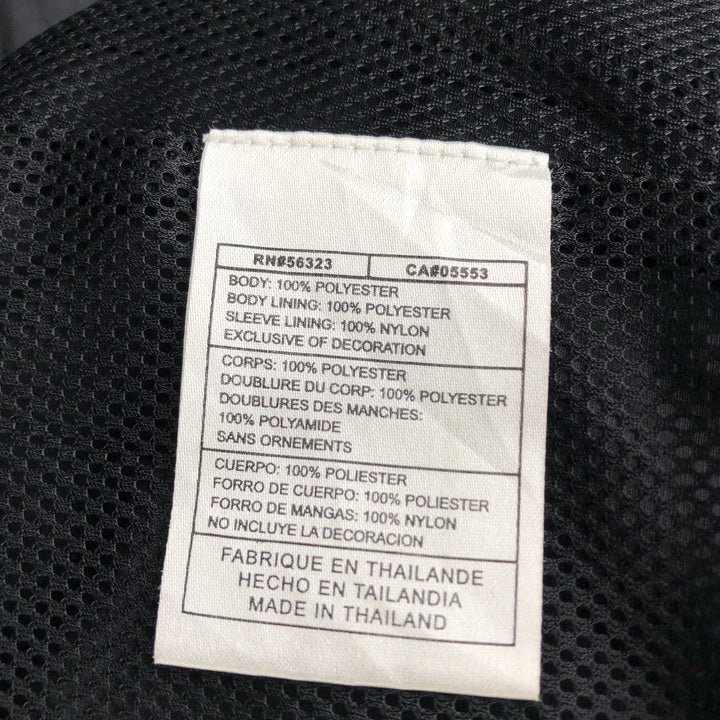 RN#56323 CA#05553
BODY: 100% POLYESTER
BODY LINING: 100% POLYESTER
SLEEVE LINING: 100% NYLON
EXCLUSIVE OF DECORATION
CORPS: 100% POLYESTER
DOUBLURE DU CORP: 100% POLYESTER
DOUBLURES DES MANCHES:
100% POLYAMIDE
SANS ORNEMENTS
CUERPO: 100% POLIESTER
FORRO DE CUERPO: 100% POLIESTER
FORRO DE MANGAS: 100% NYLON
NO INCLUYE LA DECORACION
FABRIQUE EN THAILANDE
HECHO EN TAILANDIA
MADE IN THAILAND